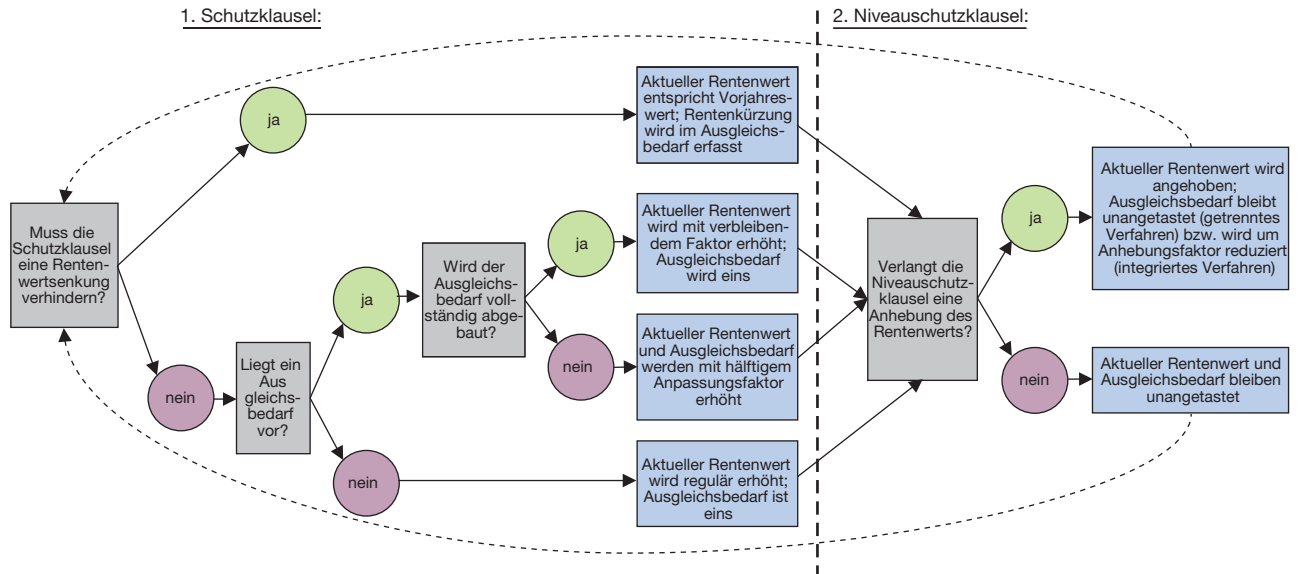 1. Schutzklausel:
2. Niveauschutzklausel:
ja
Aktueller Rentenwert
entspricht Vorjahres-
wert; Rentenkürzung
wird im Ausgleichs-
bedarf erfasst
Muss die
Schutzklausel
eine Renten-
wertsenkung
verhindern?
nein
Liegt ein
Aus
gleichs-
bedarf
vor?
ja
Wird der
Ausgleichs-
bedarf voll-
ständig abge-
baut?
ja
Aktueller Rentenwert
wird mit verbleiben-
dem Faktor erhöht;
Ausgleichsbedarf
wird eins
nein
Aktueller Rentenwert
und Ausgleichsbedarf
werden mit hälftigem
Anpassungsfaktor
erhöht
nein
Aktueller Rentenwert
wird regulär erhöht;
Ausgleichsbedarf ist
eins
Verlangt die
Niveauschutz-
klausel eine
Anhebung des
Rentenwerts?
ja
Aktueller Rentenwert wird
angehoben;
Ausgleichsbedarf bleibt
unangetastet (getrenntes
Verfahren) bzw. wird um
Anhebungsfaktor reduziert
(integriertes Verfahren)
nein
Aktueller Rentenwert und
Ausgleichsbedarf bleiben
unangetastet